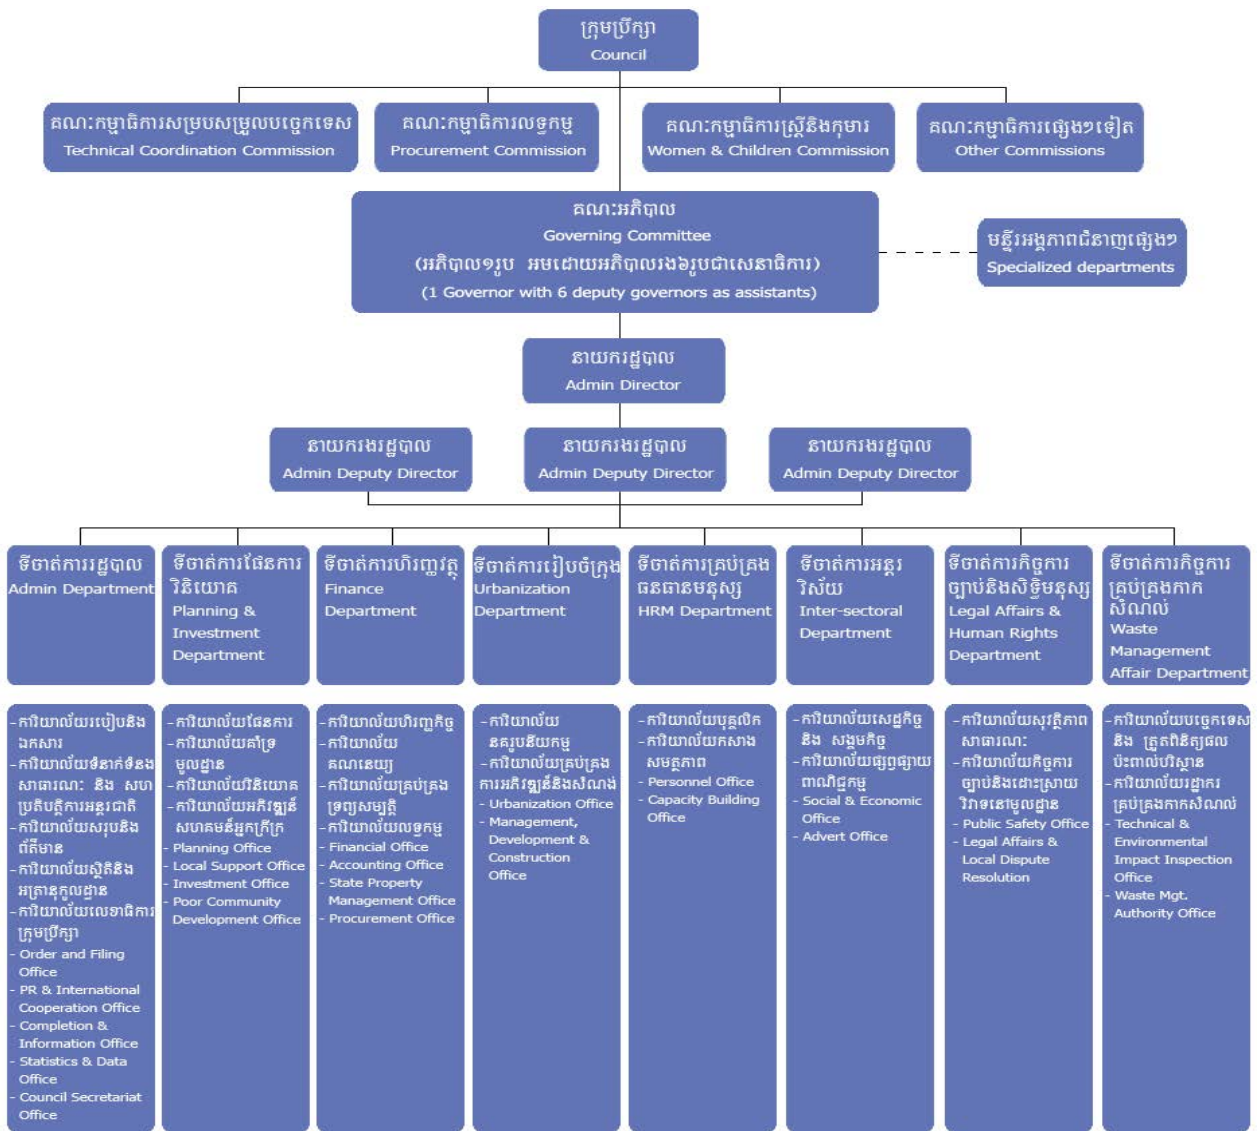 ក្រុមប្រឹក្សា
Council
គណៈកម្មាធិការសម្របសម្រួលបច្ចេកទេស
Technical Coordination Commission
គណៈកម្មាធិការលទ្ធកម្ម
Procurement Commission
គណៈកម្មាធិការស្ត្រីនិងកុមារ
Women & Children Commission
គណៈកម្មាធិការផ្សេងៗទៀត
Other Commissions
គណៈអភិបាល
Governing Committee
(អភិបាល១រូប អមដោយអភិបាលរង៦រូបជាសេនាធិការ)
(1 Governor with 6 deputy governors as assistants)
មន្ទីរអង្គភាពជំនាញផ្សេងៗ
Specialized departments
នាយករដ្ឋបាល
Admin Director
នាយករងរដ្ឋបាល
Admin Deputy Director
នាយករងរដ្ឋបាល
Admin Deputy Director
នាយករងរដ្ឋបាល
Admin Deputy Director
ទីចាត់ការរដ្ឋបាល
Admin Department
ទីចាត់ការផែនការ
វិនិយោគ
Planning &
Investment
Department
ទីចាត់ការហិរញ្ញវត្ថុ
Finance
Department
ទីចាត់ការរៀបចំក្រុង
Urbanization
Department
ទីចាត់ការគ្រប់គ្រង
ធនធានមនុស្ស
HRM Department
ទីចាត់ការអន្តរ
វិស័យ
Inter-sectoral
Department
ទីចាត់ការកិច្ចការ
ច្បាប់និងសិទ្ធិមនុស្ស
Legal Affairs &
Human Rights
Department
ទីចាត់ការកិច្ចការ
គ្រប់គ្រងកាក
សំណល់
Waste
Management
Affair Department
-ការិយាល័យរបៀបនិង
ឯកសារ
-ការិយាល័យទំនាក់ទំនង
សាធារណៈ និង សហ
ប្រតិបត្តិការអន្តរជាតិ
-ការិយាល័យសរុបនិង
ព័ត៌មាន
-ការិយាល័យស្ថិតិនិង
អត្រានុកូលដ្ឋាន
-ការិយាល័យលេខាធិការ
ក្រុមប្រឹក្សា
- Order and Filing
Office
- PR & International
Cooperation Office
- Completion &
Information Office
- Statistics & Data
Office
- Council Secretariat
Office
-ការិយាល័យផែនការ
-ការិយាល័យគាំទ្រ
មូលដ្ឋាន
-ការិយាល័យវិនិយោគ
-ការិយាល័យអភិវឌ្ឍន៍
សហគមន៍អ្នកក្រីក្រ
- Planning Office
- Local Support Office
- Investment Office
- Poor Community
Development Office
-ការិយាល័យហិរញ្ញកិច្ច
-ការិយាល័យ
គណនេយ្យ
-ការិយាល័យគ្រប់គ្រង
ទ្រព្យសម្បត្តិ
-ការិយាល័យលទ្ធកម្ម
- Financial Office
- Accounting Office
- State Property
Management Office
- Procurement Office
-ការិយាល័យ
នគរូបនីយកម្ម
-ការិយាល័យគ្រប់គ្រង
ការអភិវឌ្ឍន៍និងសំណង់
- Urbanization Office
- Management,
Development &
Construction
Office
-ការិយាល័យបុគ្គលិក
-ការិយាល័យកសាង
សមត្ថភាព
- Personnel Office
- Capacity Building
Office
-ការិយាល័យសេដ្ឋកិច្ច
និង សង្គមកិច្ច
-ការិយាល័យផ្សព្វផ្សាយ
ពាណិជ្ជកម្ម
- Social & Economic
Office
- Advert Office
-ការិយាល័យសុវត្ថិភាព
សាធារណៈ
-ការិយាល័យកិច្ចការ
ច្បាប់និងដោះស្រាយ
វិវាទនៅមូលដ្ឋាន
- Public Safety Office
- Legal Affairs &
Local Dispute
Resolution
-ការិយាល័យបច្ចេកទេស
និង ត្រួតពិនិត្យផល
ប៉ះពាល់បរិស្ថាន
-ការិយាល័យរដ្ឋាករ
គ្រប់គ្រងកាកសំណល់
- Technical &
Environmental
Impact Inspection
Office
- Waste Mgt.
Authority Office